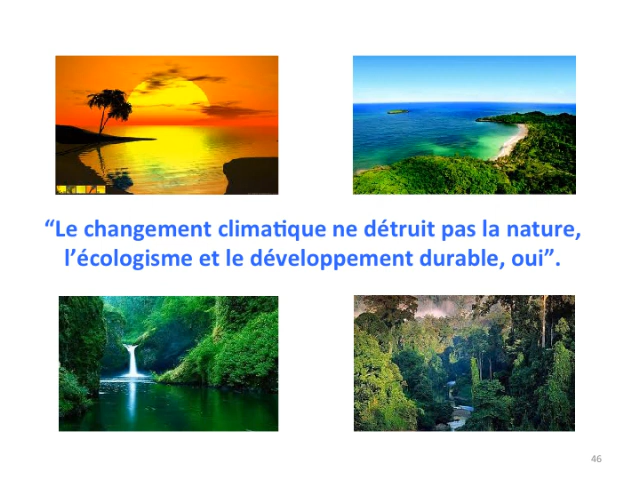 “Le changement climatique ne détruit pas la nature,
l’écologisme et le développement durable, oui”.
46